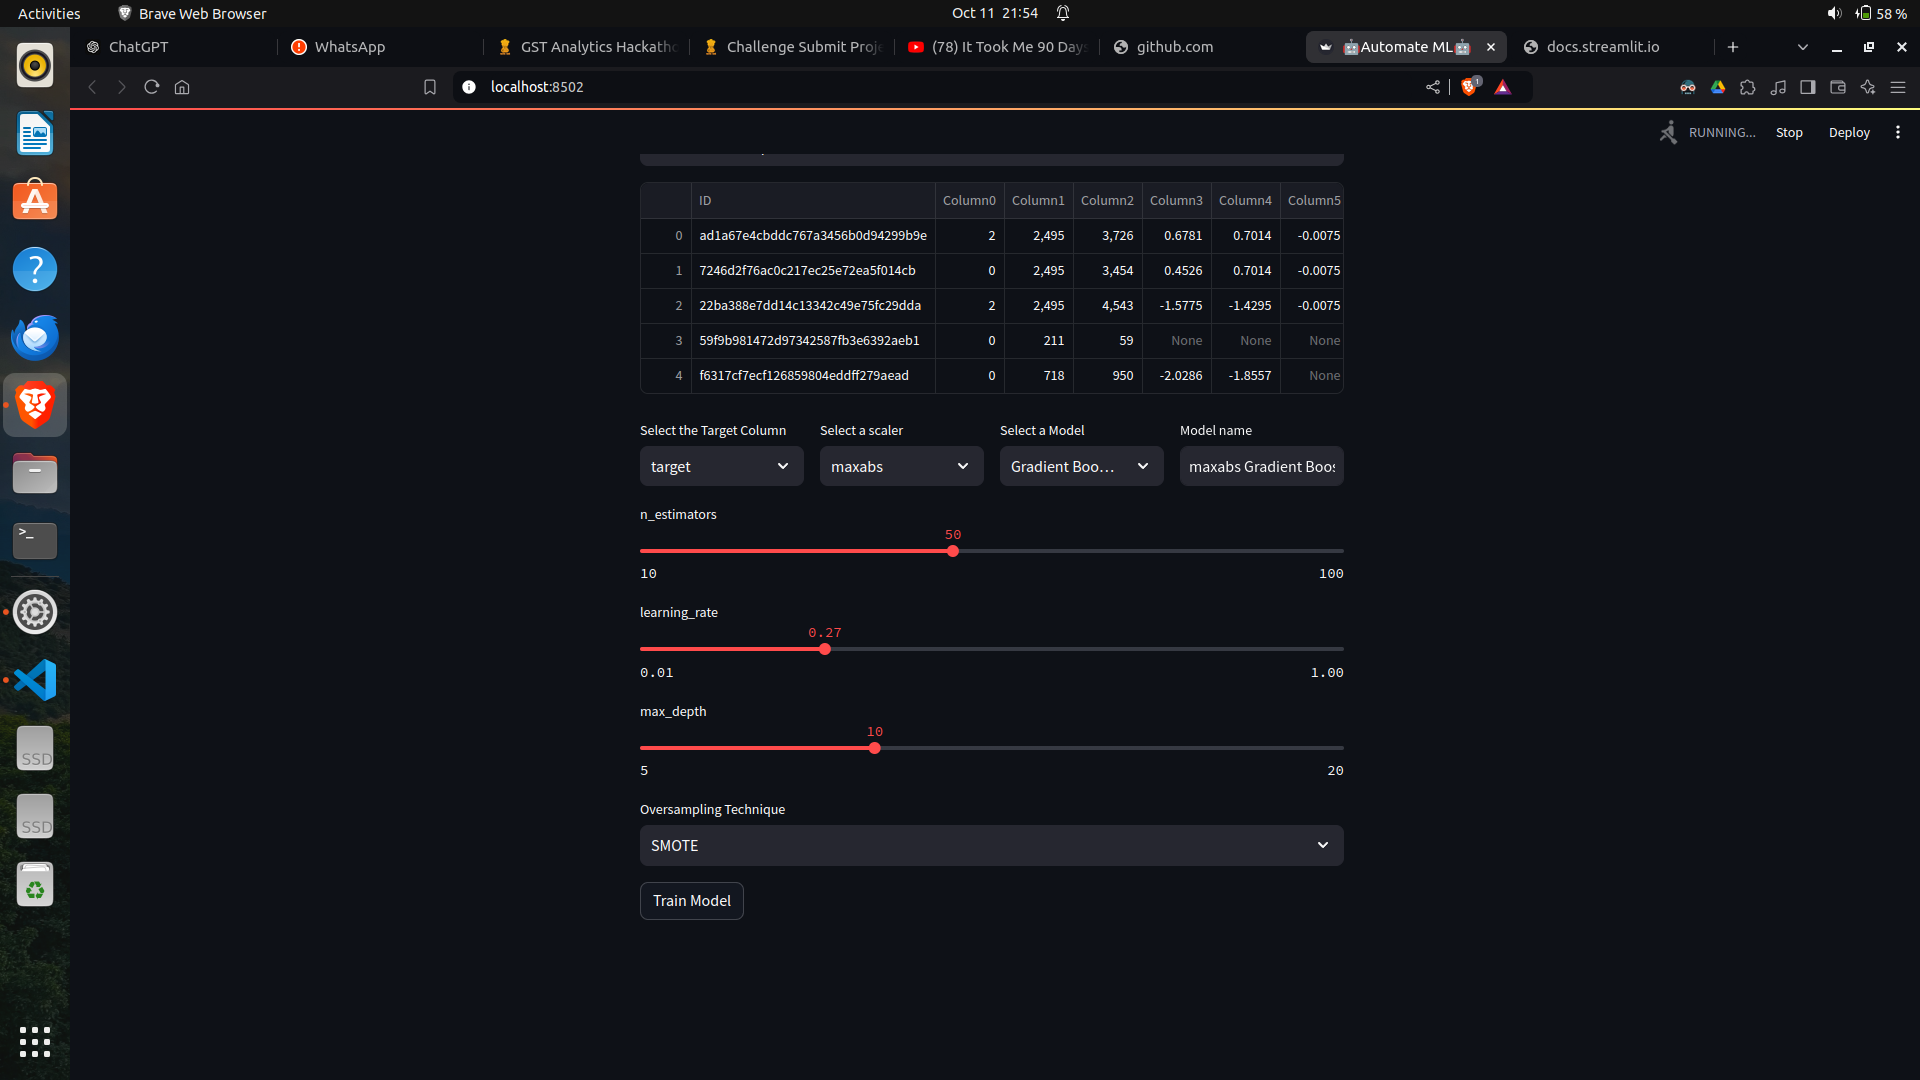 Activities
Brave Web Browser
Oct 11 21:54
58 %
ChatGPT
WhatsApp
GST Analytics Hackatho
Challenge Submit Proje
(78) It Took Me 90 Days
github.com
🤖Automate ML🤖
docs.streamlit.io
localhost:8502
1
RUNNING...
Stop
Deploy
ID Column0 Column1 Column2 Column3 Column4 Column5
0 ad1a67e4cbddc767a3456b0d94299b9e 2 2,495 3,726 0.6781 0.7014 -0.0075
1 7246d2f76ac0c217ec25e72ea5f014cb 0 2,495 3,454 0.4526 0.7014 -0.0075
2 22ba388e7dd14c13342c49e75fc29dda 2 2,495 4,543 -1.5775 -1.4295 -0.0075
3 59f9b981472d97342587fb3e6392aeb1 0 211 59 None None None
4 f6317cf7ecf126859804eddff279aead 0 718 950 -2.0286 -1.8557 None
Select the Target Column
Select a scaler
Select a Model
Model name
target
maxabs
Gradient Boo...
maxabs Gradient Boos
n_estimators
50
10
100
learning_rate
0.27
0.01
1.00
max_depth
10
5
20
Oversampling Technique
SMOTE
Train Model
>_
SSD
SSD